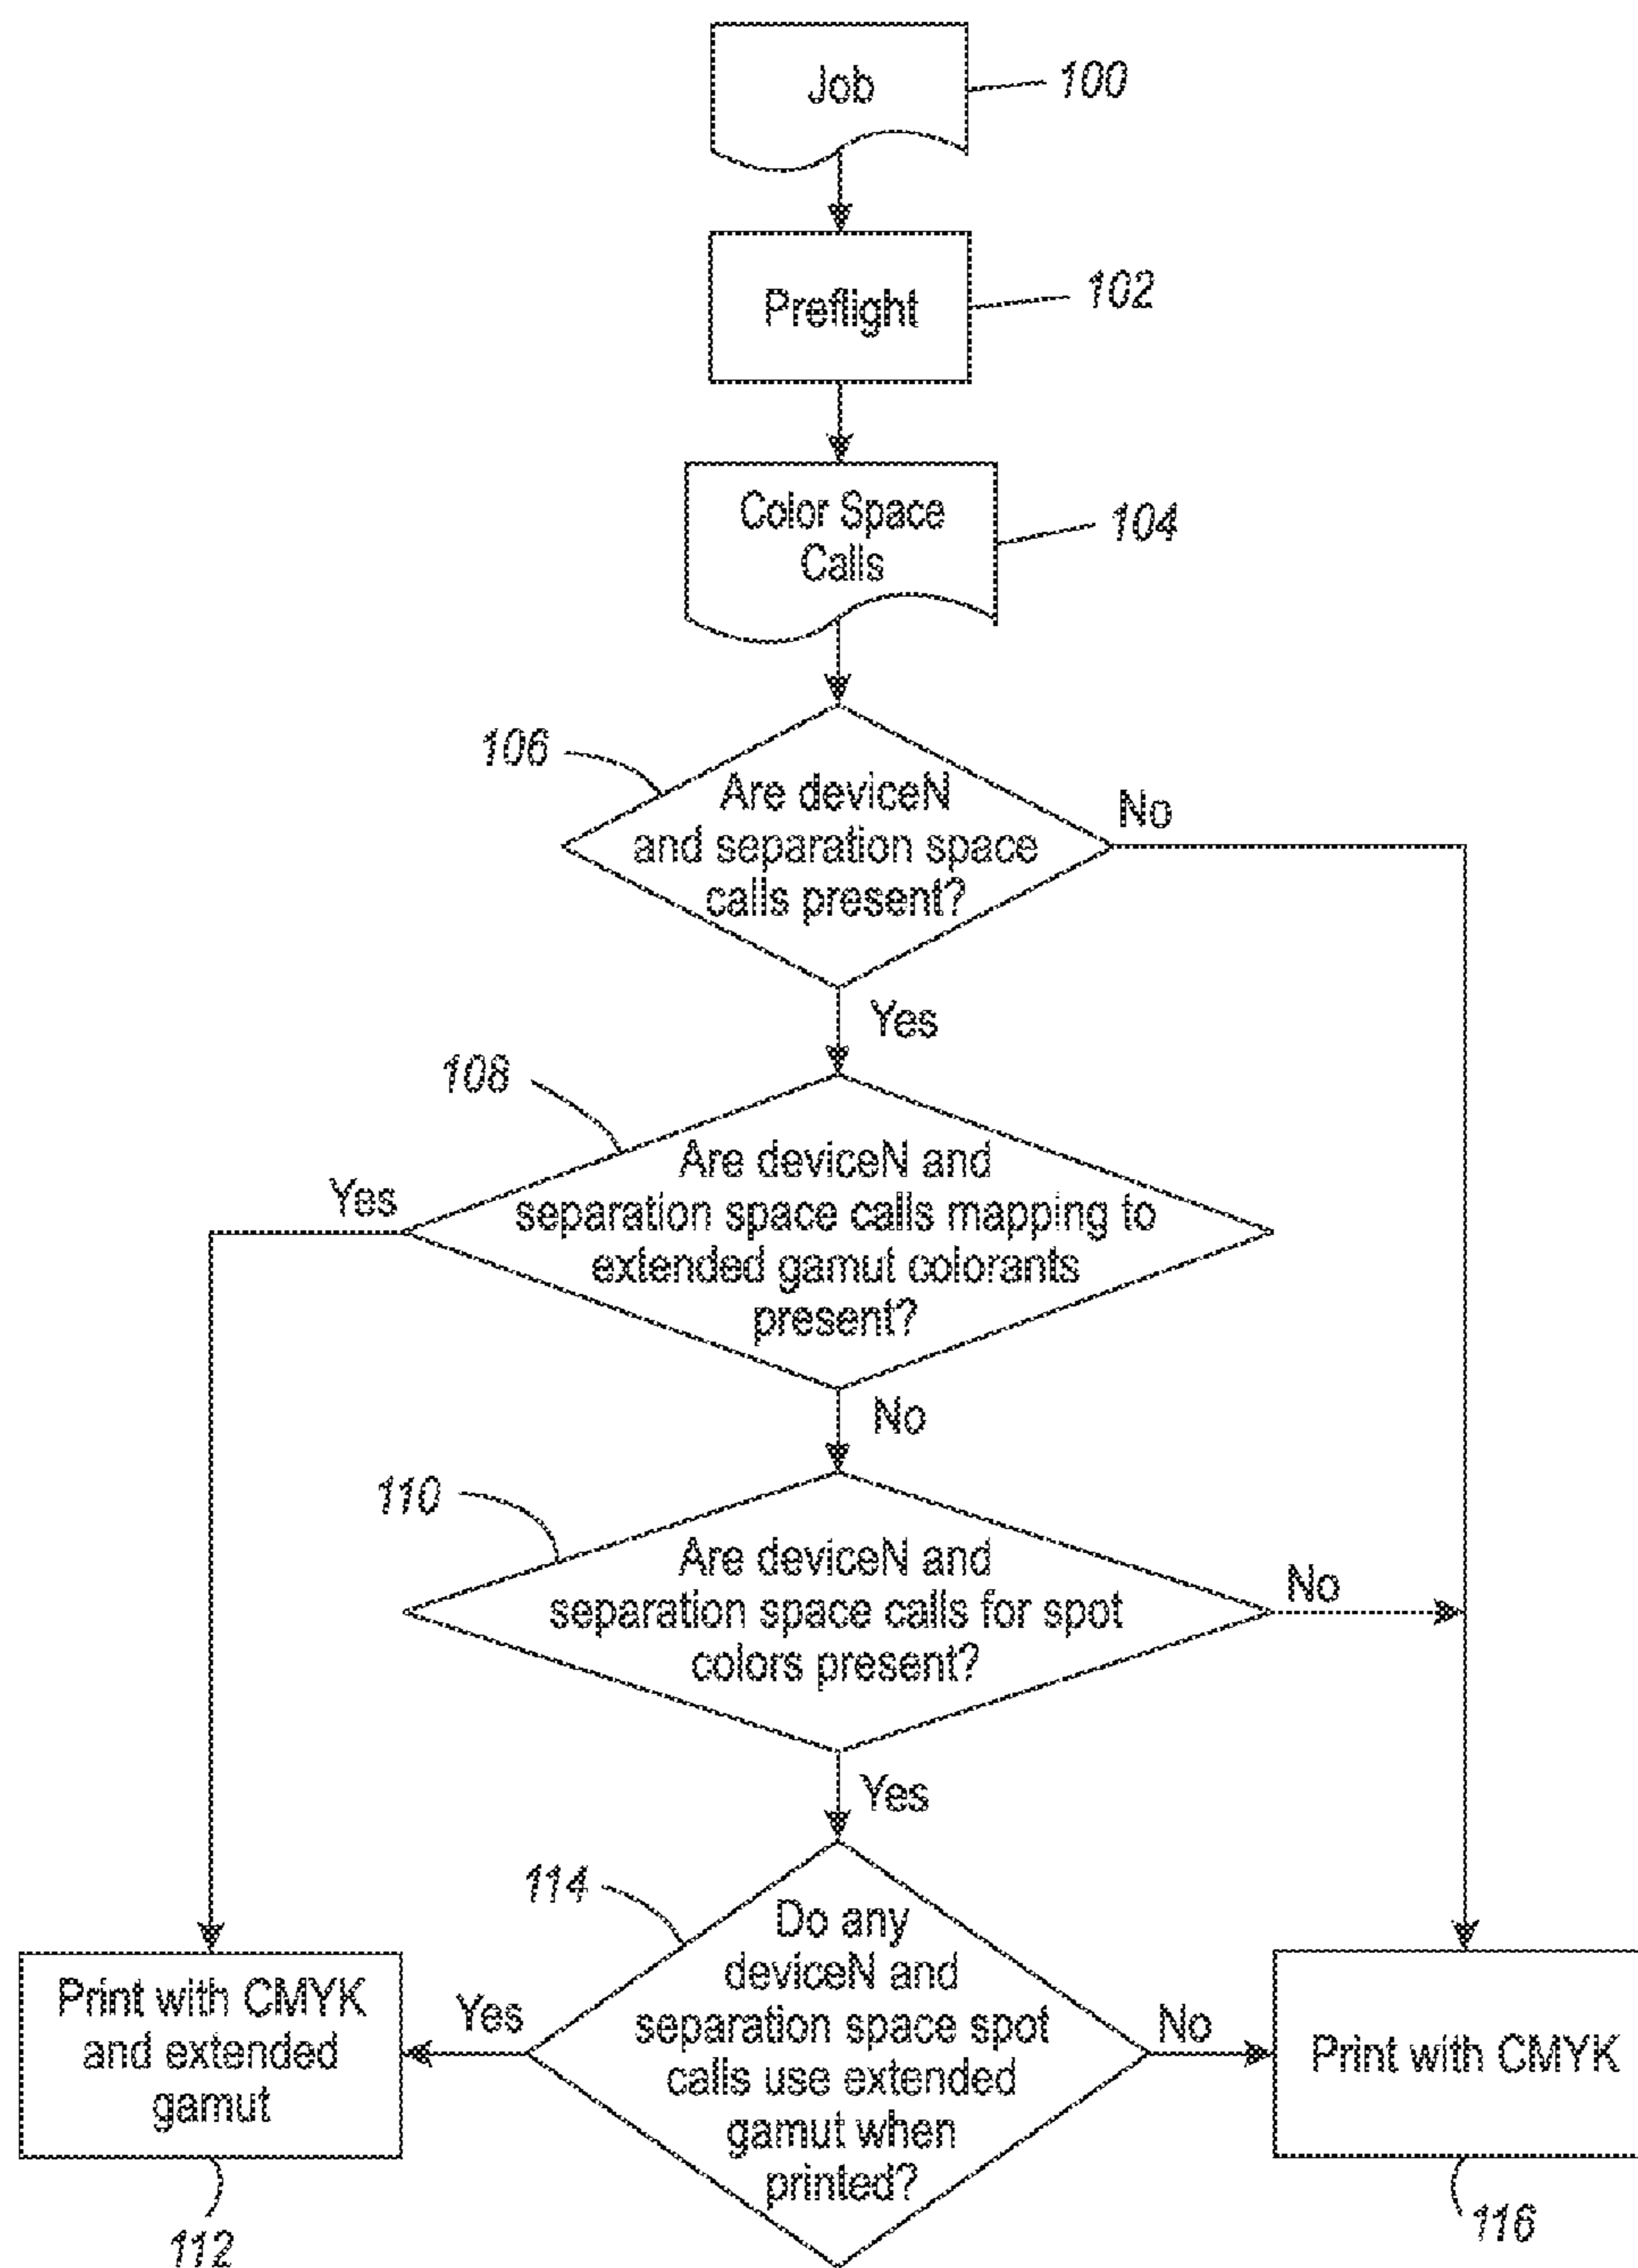 Job
100
Preflight
102
Color Space
Calls
104
106
Are deviceN
and separation space
calls present?
No
Yes
108
Are deviceN and
separation space calls mapping to
extended gamut colorants
present?
Yes
No
110
Are deviceN and
separation space calls for spot
colors present?
No
Yes
114
Do any
deviceN and
separation space spot
calls use extended
gamut when
printed?
Yes
No
Print with CMYK
and extended
gamut
112
Print with CMYK
116